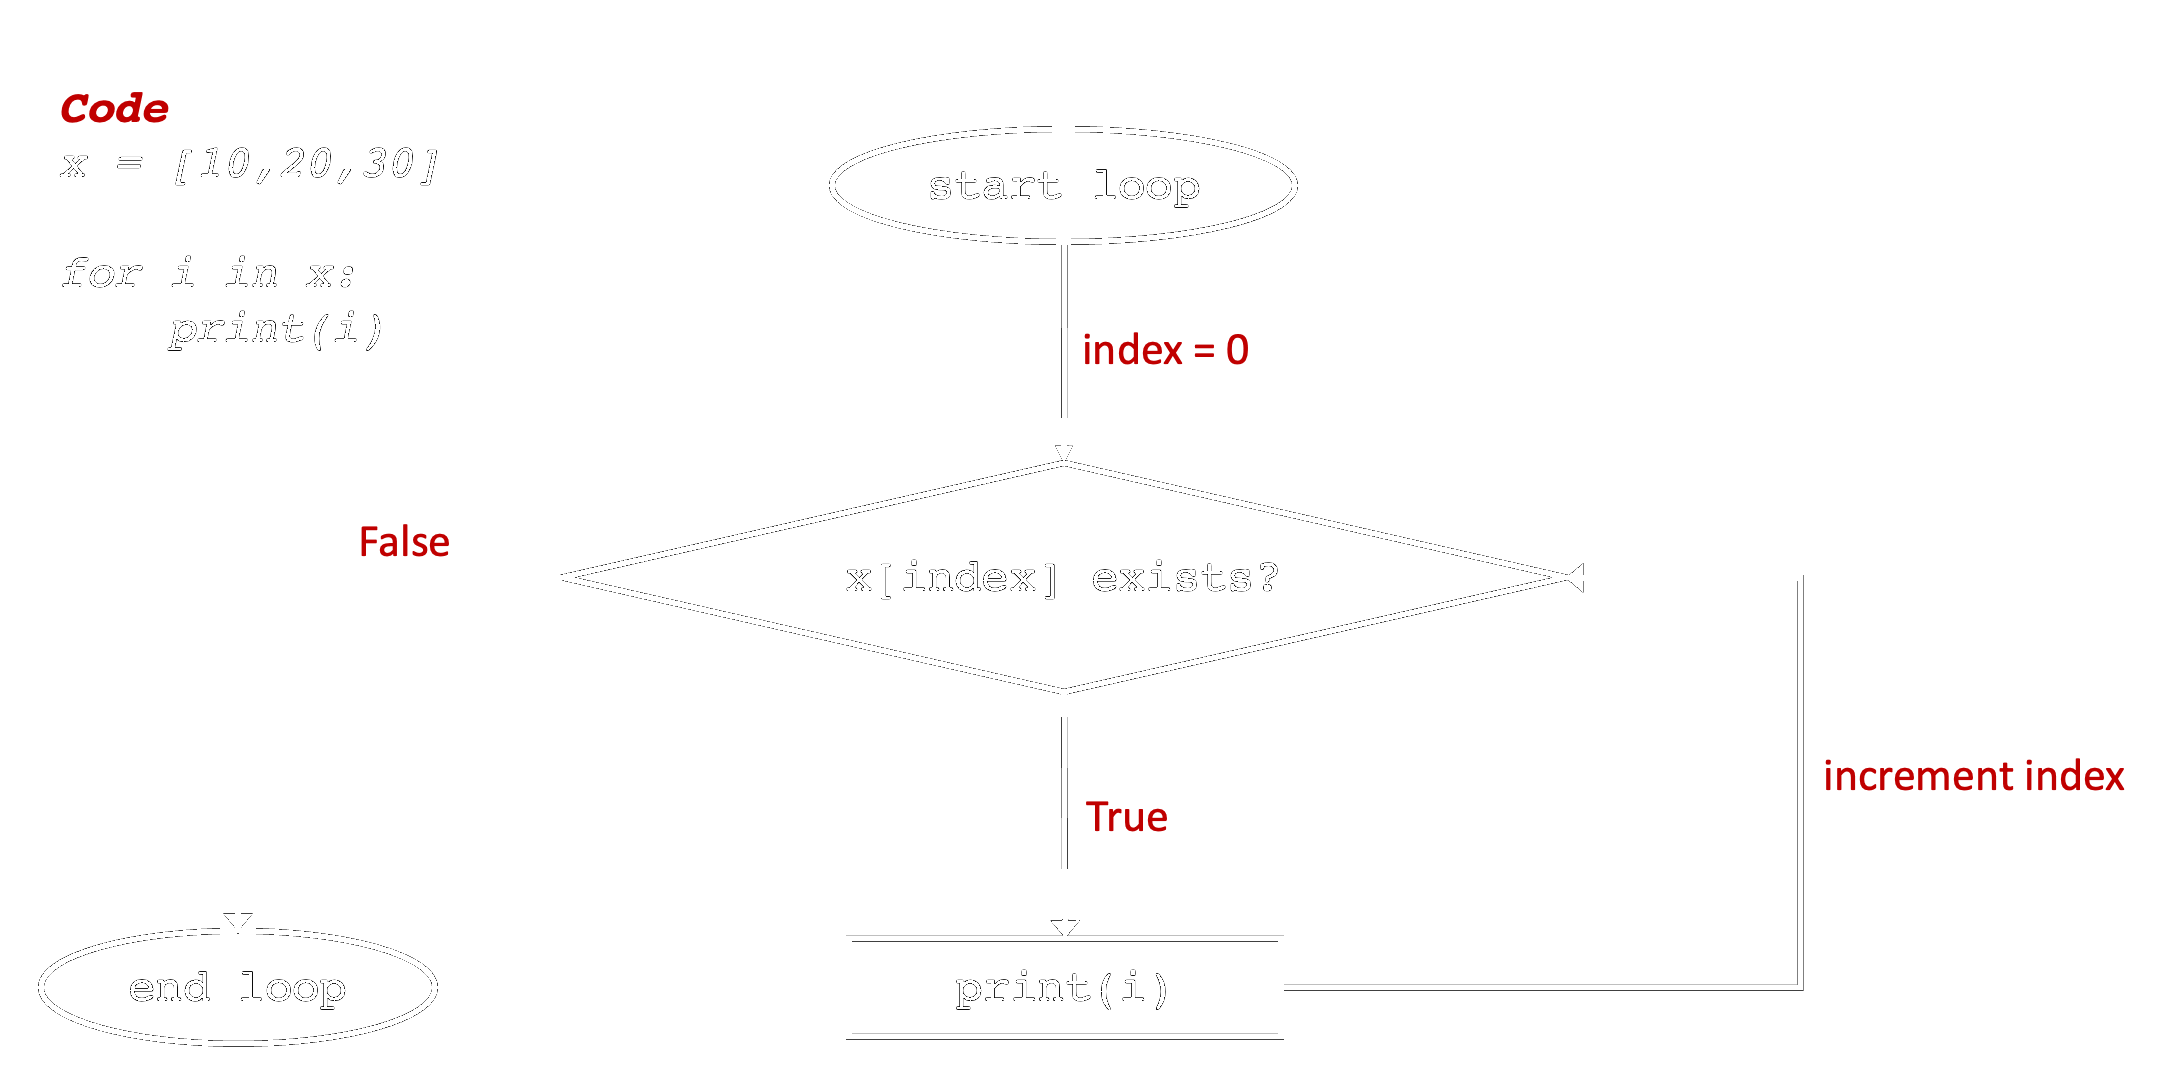 Code
x = [10,20,30]
for i in x:
print(i)
start loop
index = 0
False
x[index] exists?
True
increment index
end loop
print(i)